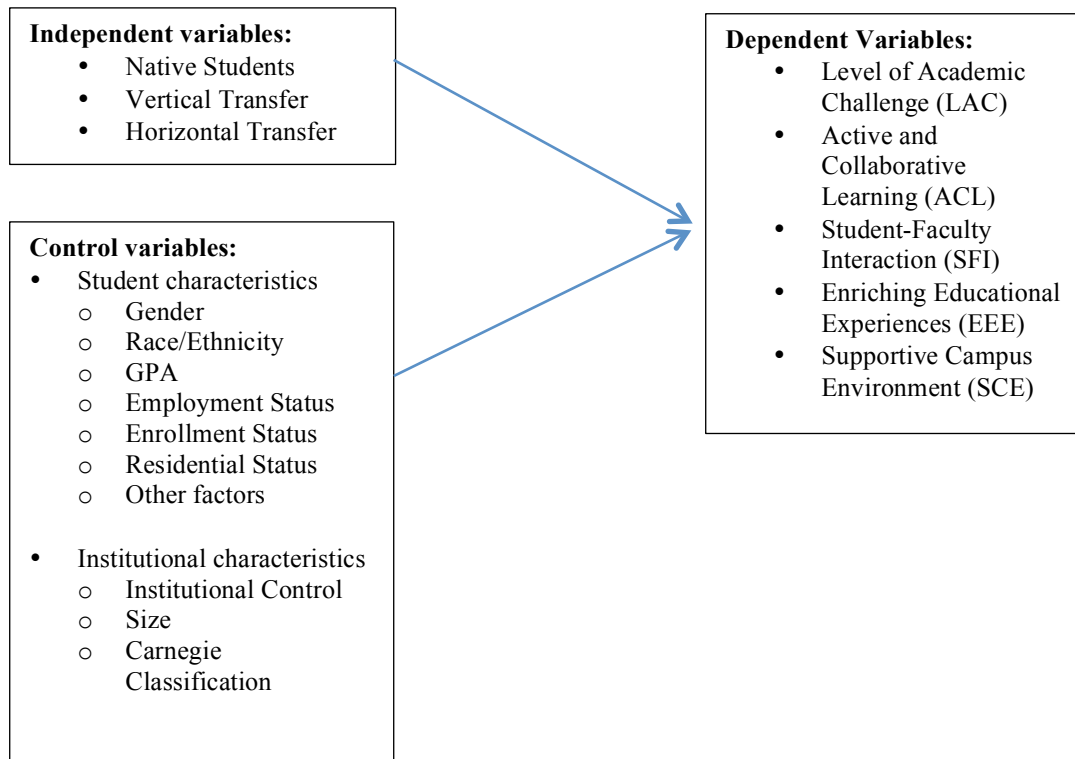 Independent variables:
• Native Students
• Vertical Transfer
• Horizontal Transfer
Control variables:
• Student characteristics
o Gender
o Race/Ethnicity
o GPA
o Employment Status
o Enrollment Status
o Residential Status
o Other factors
• Institutional characteristics
o Institutional Control
o Size
o Carnegie
Classification
Dependent Variables:
• Level of Academic
Challenge (LAC)
• Active and
Collaborative
Learning (ACL)
• Student-Faculty
Interaction (SFI)
• Enriching Educational
Experiences (EEE)
• Supportive Campus
Environment (SCE)